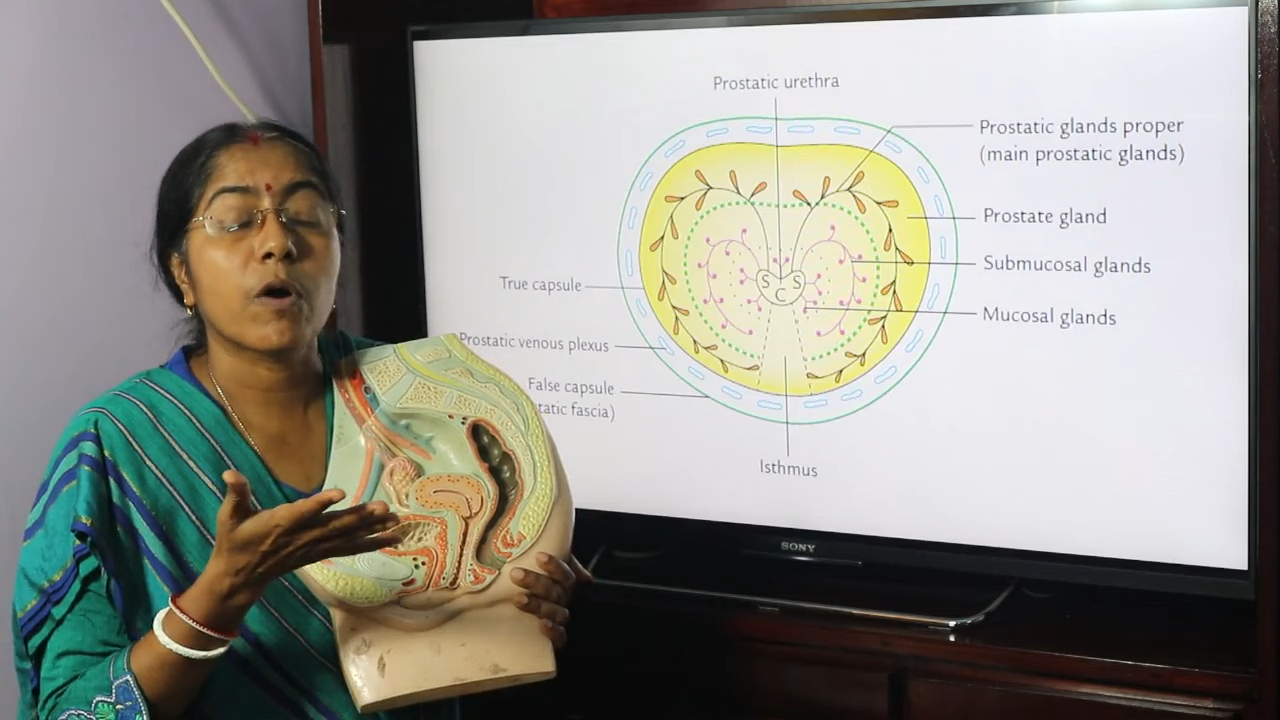 Prostatic urethra
Prostatic glands proper
(main prostatic glands)
Prostate gland
Submucosal glands
Mucosal glands
True capsule
Prostatic venous plexus
False capsule
tatic fascia)
Isthmus
S S
C
SONY